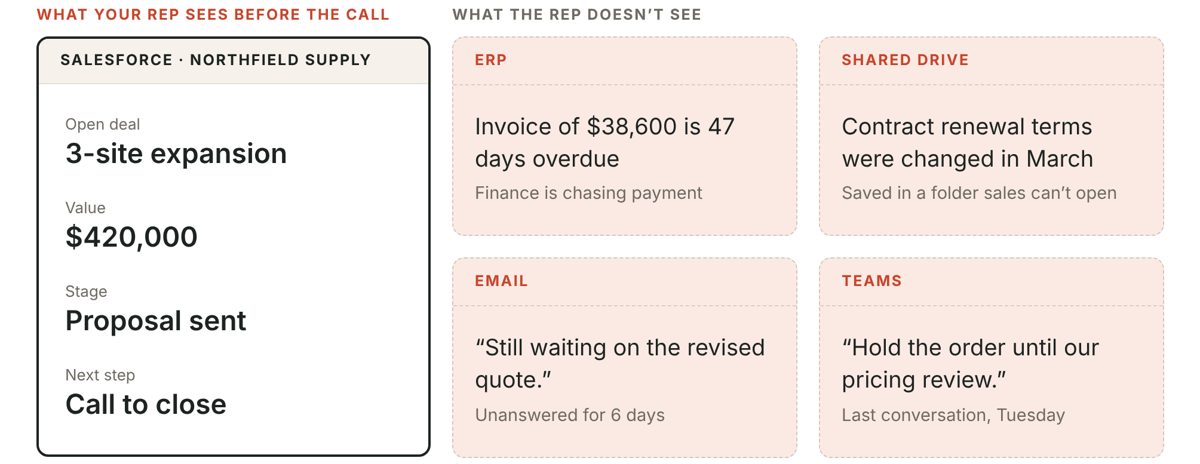 WHAT YOUR REP SEES BEFORE THE CALL
SALESFORCE · NORTHFIELD SUPPLY
Open deal
3-site expansion
Value
$420,000
Stage
Proposal sent
Next step
Call to close
WHAT THE REP DOESN’T SEE
ERP
Invoice of $38,600 is 47
days overdue
Finance is chasing payment
SHARED DRIVE
Contract renewal terms
were changed in March
Saved in a folder sales can’t open
EMAIL
“Still waiting on the revised
quote.”
Unanswered for 6 days
TEAMS
“Hold the order until our
pricing review.”
Last conversation, Tuesday